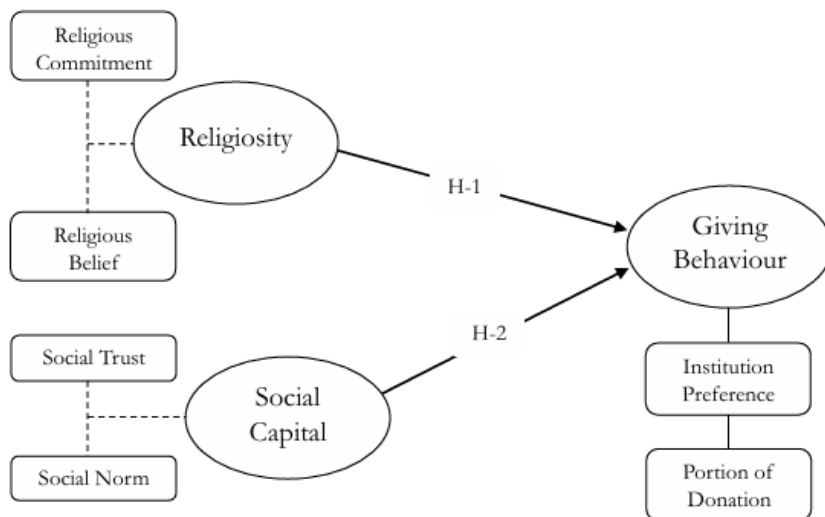 Religious
Commitment
Religiosity
H-1
Religious
Belief
Giving
Behaviour
H-2
Social Trust
Institution
Preference
Social
Capital
Social Norm
Portion of
Donation